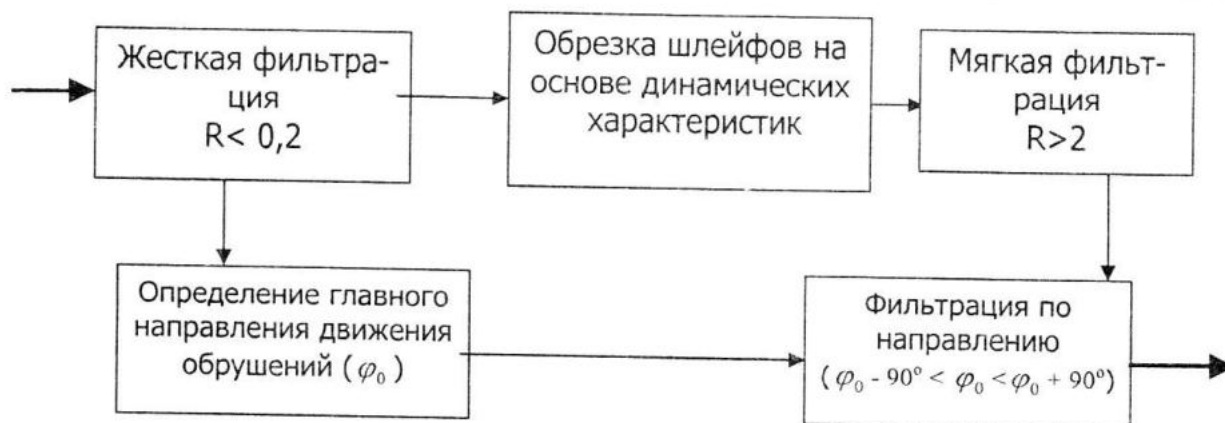 Жесткая фильтра-
ция
R< 0,2
Обрезка шлейфов на
основе динамических
характеристик
Мягкая фильт-
рация
R>2
Определение главного
направления движения
обрушений (φ₀)
Фильтрация по
направлению
(φ₀ - 90° < φ₀ < φ₀ + 90°)